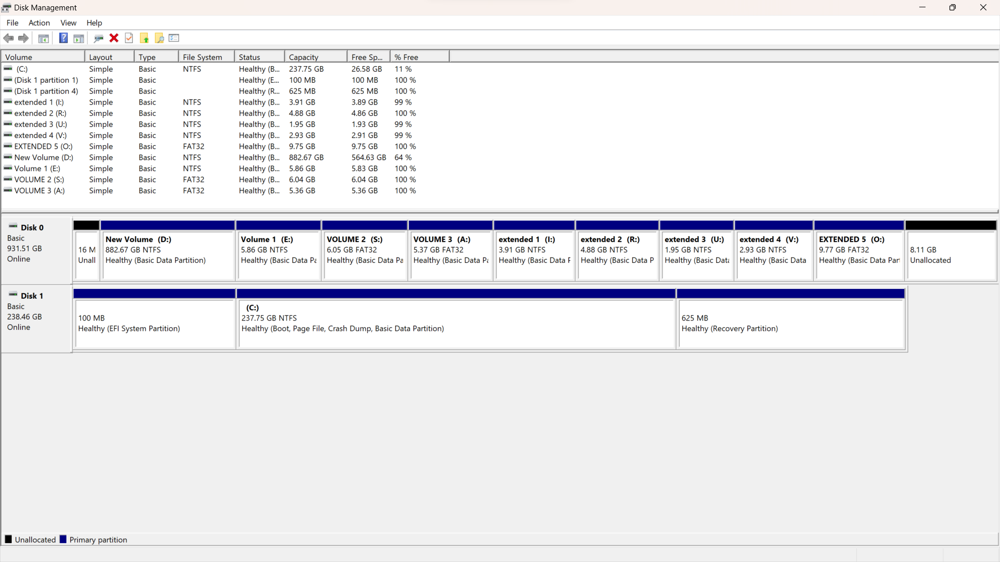 Disk Management
File Action View Help
Volume Layout Type File System Status Capacity Free Sp... % Free
(C:) Simple Basic NTFS Healthy (B... 237.75 GB 26.58 GB 11 %
(Disk 1 partition 1) Simple Basic Healthy (E... 100 MB 100 MB 100 %
(Disk 1 partition 4) Simple Basic Healthy (R... 625 MB 625 MB 100 %
extended 1 (I:) Simple Basic NTFS Healthy (B... 3.91 GB 3.89 GB 99 %
extended 2 (R:) Simple Basic NTFS Healthy (B... 4.88 GB 4.86 GB 100 %
extended 3 (U:) Simple Basic NTFS Healthy (B... 1.95 GB 1.93 GB 99 %
extended 4 (V:) Simple Basic NTFS Healthy (B... 2.93 GB 2.91 GB 99 %
EXTENDED 5 (O:) Simple Basic FAT32 Healthy (B... 9.75 GB 9.75 GB 100 %
New Volume (D:) Simple Basic NTFS Healthy (B... 882.67 GB 564.63 GB 64 %
Volume 1 (E:) Simple Basic NTFS Healthy (B... 5.86 GB 5.83 GB 100 %
VOLUME 2 (S:) Simple Basic FAT32 Healthy (B... 6.04 GB 6.04 GB 100 %
VOLUME 3 (A:) Simple Basic FAT32 Healthy (B... 5.36 GB 5.36 GB 100 %
Disk 0
Basic
931.51 GB
Online
16 M
Unall
New Volume (D:)
882.67 GB NTFS
Healthy (Basic Data Partition)
Volume 1 (E:)
5.86 GB NTFS
Healthy (Basic Data Pa
VOLUME 2 (S:)
6.05 GB FAT32
Healthy (Basic Data Pa
VOLUME 3 (A:)
5.37 GB FAT32
Healthy (Basic Data Pa
extended 1 (I:)
3.91 GB NTFS
Healthy (Basic Data F
extended 2 (R:)
4.88 GB NTFS
Healthy (Basic Data P
extended 3 (U:)
1.95 GB NTFS
Healthy (Basic Data
extended 4 (V:)
2.93 GB NTFS
Healthy (Basic Data
EXTENDED 5 (O:)
9.77 GB FAT32
Healthy (Basic Data Par
8.11 GB
Unallocated
Disk 1
Basic
238.46 GB
Online
100 MB
Healthy (EFI System Partition)
(C:)
237.75 GB NTFS
Healthy (Boot, Page File, Crash Dump, Basic Data Partition)
625 MB
Healthy (Recovery Partition)
Unallocated Primary partition